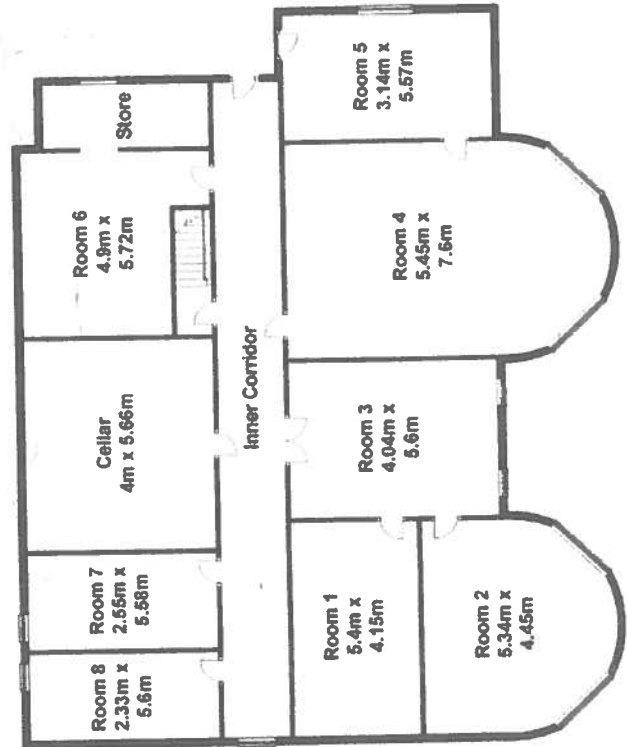 Room 8
2.33m x
5.6m
Room 7
2.55m x
5.58m
Cellar
4m x 5.66m
Room 6
4.9m x
5.72m
Store
Inner Corridor
Room 1
5.4m x
4.15m
Room 2
5.34m x
4.45m
Room 3
4.04m x
5.6m
Room 4
5.45m x
7.6m
Room 5
3.14m x
5.57m